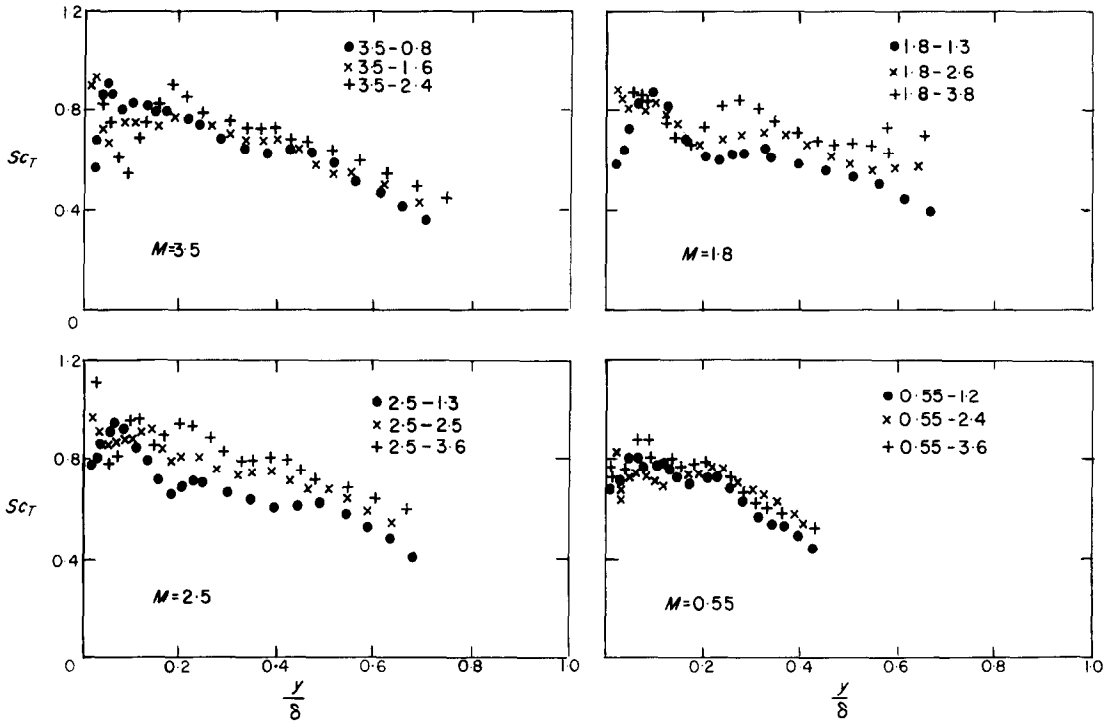 1·2
0·8
Sc_T
0·4
0
● 3·5-0·8
× 3·5-1·6
+ 3·5-2·4
M=3·5
● 1·8-1·3
× 1·8-2·6
+ 1·8-3·8
M=1·8
1·2
0·8
Sc_T
0·4
0
● 2·5-1·3
× 2·5-2·5
+ 2·5-3·6
M=2·5
0·2 0·4 0·6 0·8 1·0
y
δ
● 0·55-1·2
× 0·55-2·4
+ 0·55-3·6
M=0·55
0·2 0·4 0·6 0·8 1·0
y
δ